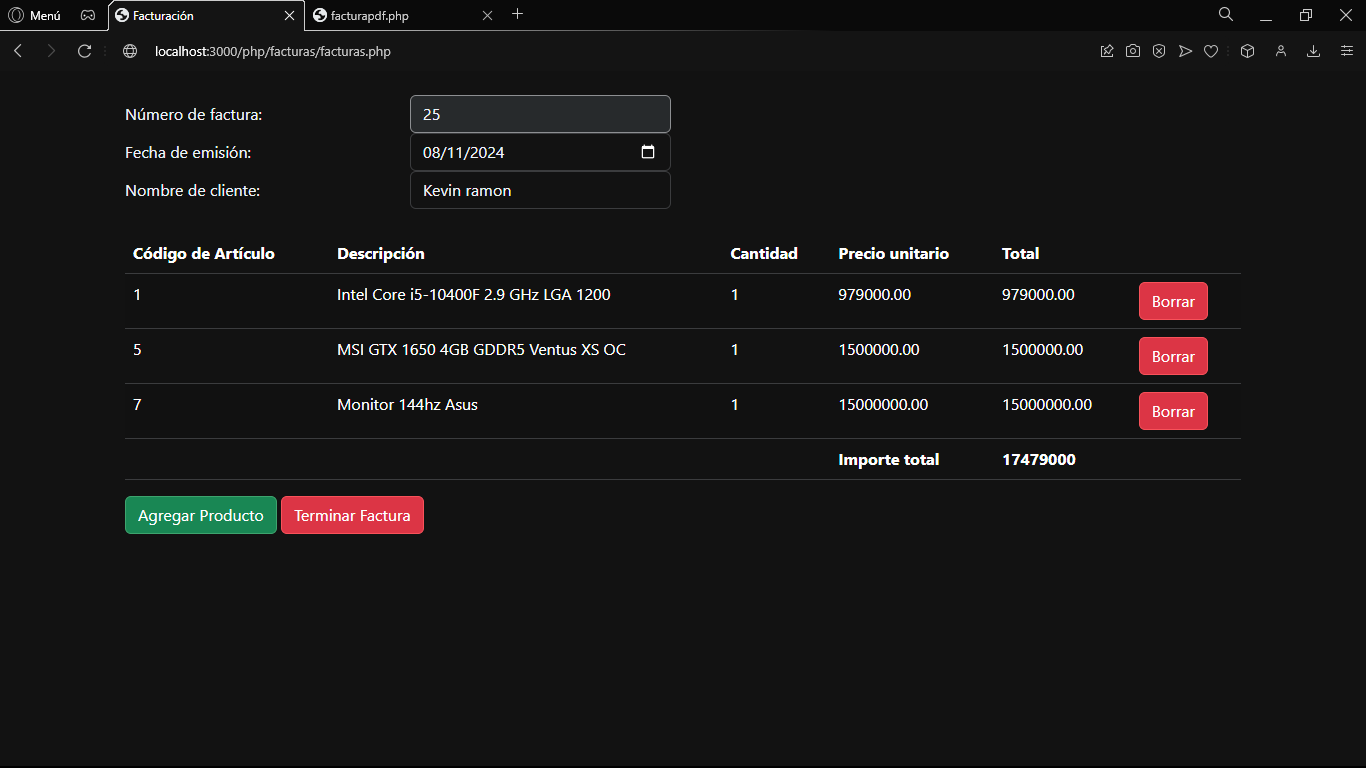 Menú Facturación facturapdf.php
localhost:3000/php/facturas/facturas.php
Número de factura: 25
Fecha de emisión: 08/11/2024
Nombre de cliente: Kevin ramon
Código de Artículo Descripción Cantidad Precio unitario Total
1 Intel Core i5-10400F 2.9 GHz LGA 1200 1 979000.00 979000.00 Borrar
5 MSI GTX 1650 4GB GDDR5 Ventus XS OC 1 1500000.00 1500000.00 Borrar
7 Monitor 144hz Asus 1 15000000.00 15000000.00 Borrar
Importe total 17479000
Agregar Producto Terminar Factura